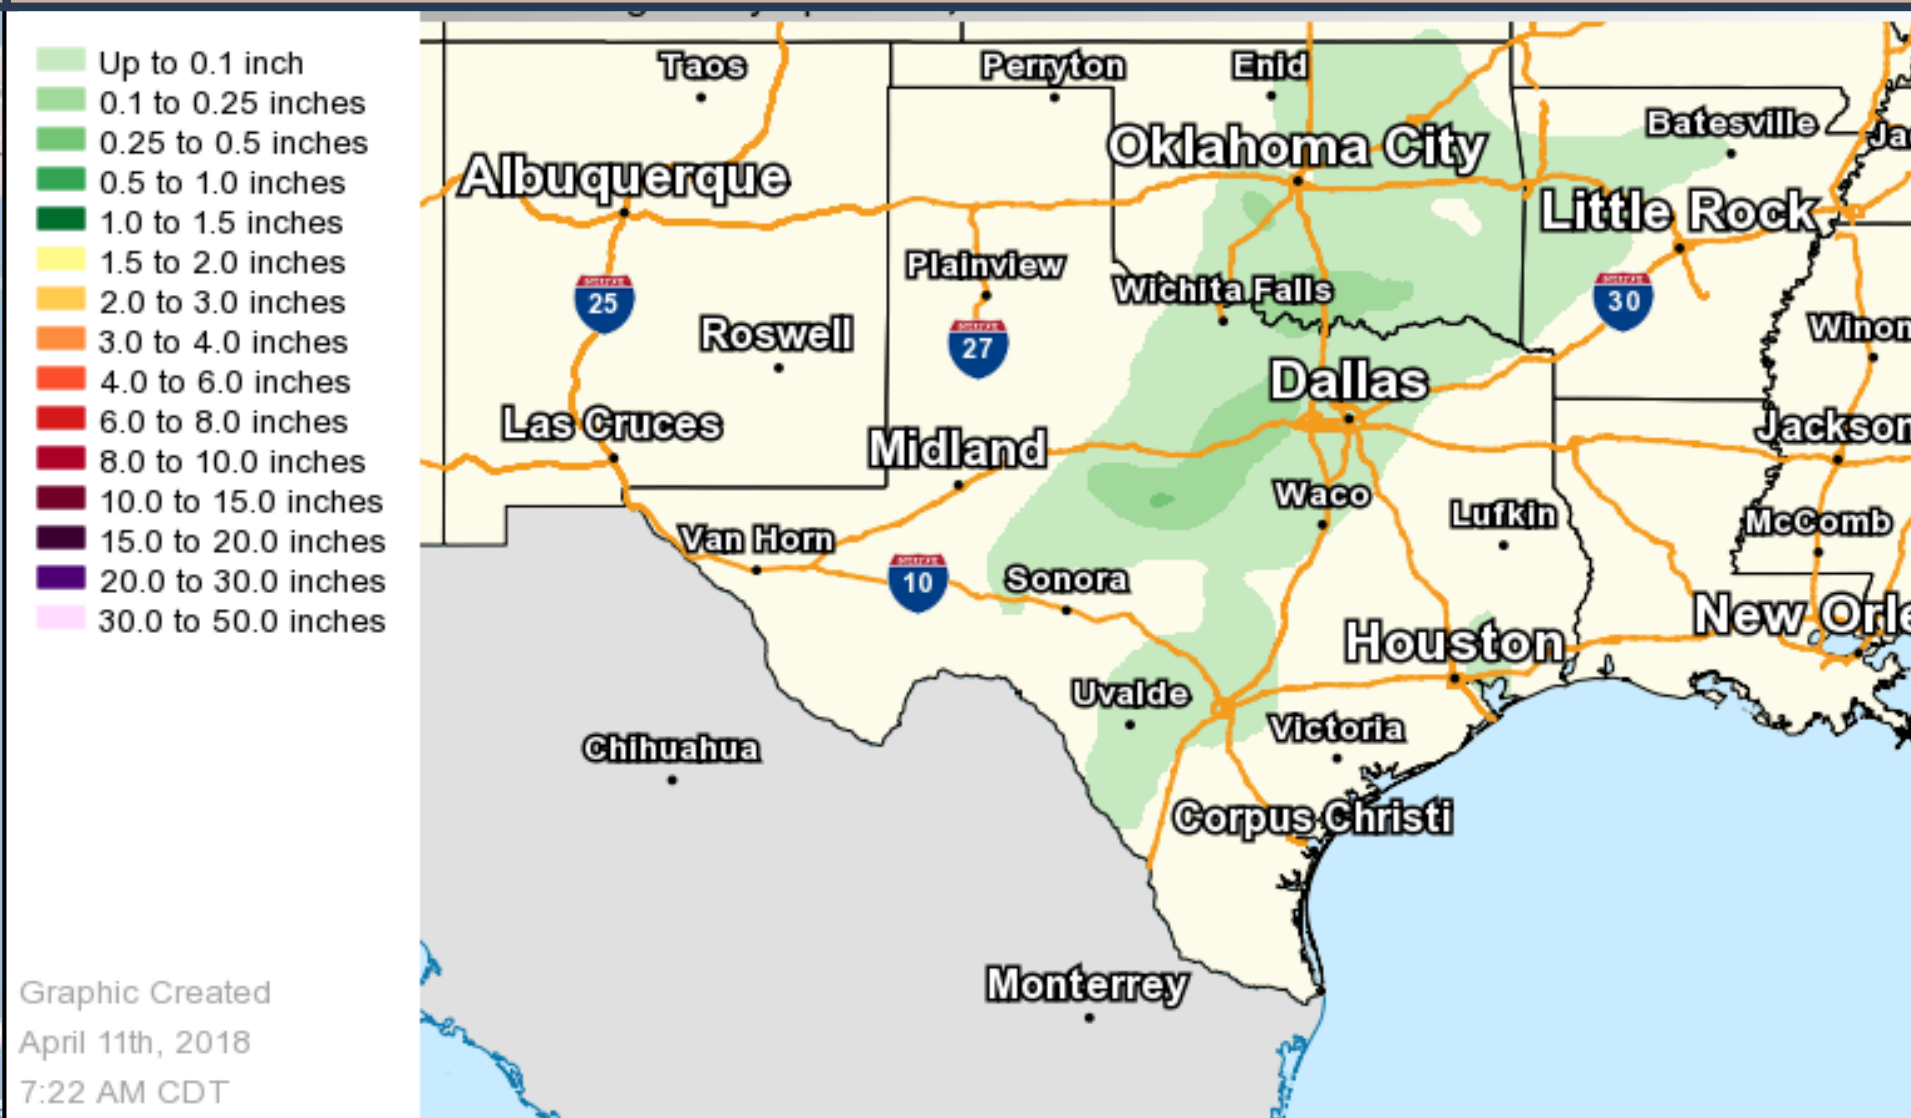 Up to 0.1 inch
0.1 to 0.25 inches
0.25 to 0.5 inches
0.5 to 1.0 inches
1.0 to 1.5 inches
1.5 to 2.0 inches
2.0 to 3.0 inches
3.0 to 4.0 inches
4.0 to 6.0 inches
6.0 to 8.0 inches
8.0 to 10.0 inches
10.0 to 15.0 inches
15.0 to 20.0 inches
20.0 to 30.0 inches
30.0 to 50.0 inches
Graphic Created
April 11th, 2018
7:22 AM CDT
Taos
Perryton
Enid
Batesville
Ja
Oklahoma City
Albuquerque
Little Rock
Plainview
Wichita Falls
25
30
Roswell
27
Winon
Dallas
Las Cruces
Midland
Jackson
Waco
Lufkin
McComb
Van Horn
10
Sonora
New Orle
Houston
Uvalde
Victoria
Chihuahua
Corpus Christi
Monterrey